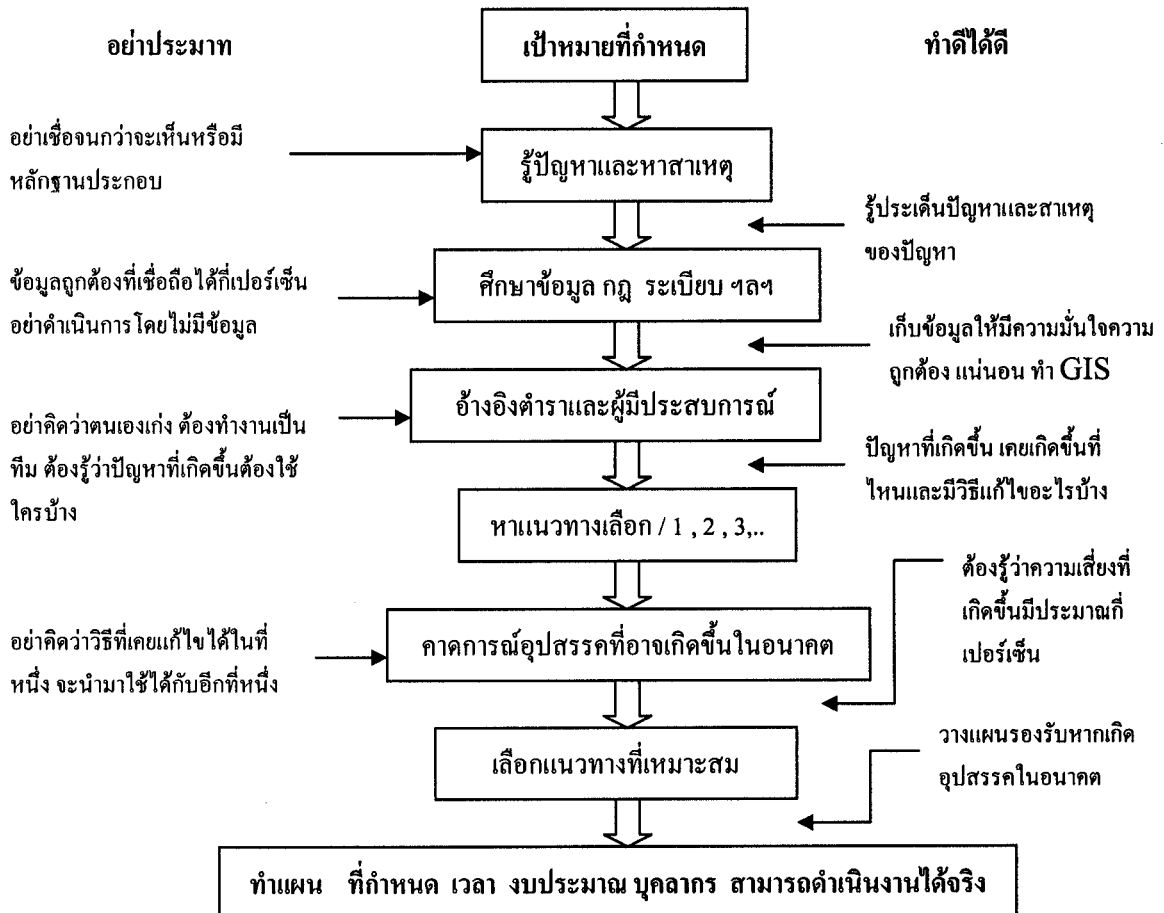 อย่าประมาท
เป้าหมายที่กำหนด
ทำดีได้ดี
อย่าเชื่อจนกว่าจะเห็นหรือมี
หลักฐานประกอบ
รู้ปัญหาและหาสาเหตุ
รู้ประเด็นปัญหาและสาเหตุ
ของปัญหา
ข้อมูลถูกต้องที่เชื่อถือได้กี่เปอร์เซ็น
อย่าดำเนินการโดยไม่มีข้อมูล
ศึกษาข้อมูล กฎ ระเบียบ ฯลฯ
เก็บข้อมูลให้มีความมั่นใจความ
ถูกต้อง แน่นอน ทำ GIS
อ้างอิงตำราและผู้มีประสบการณ์
อย่าคิดว่าตนเองเก่ง ต้องทำงานเป็น
ทีม ต้องรู้ว่าปัญหาที่เกิดขึ้นต้องใช้
ใครบ้าง
ปัญหาที่เกิดขึ้น เคยเกิดขึ้นที่
ไหนและมีวิธีแก้ไขอะไรบ้าง
หาแนวทางเลือก / 1 , 2 , 3,..
ต้องรู้ว่าความเสี่ยงที่
เกิดขึ้นมีประมาณกี่
เปอร์เซ็น
คาดการณ์อุปสรรคที่อาจเกิดขึ้นในอนาคต
อย่าคิดว่าวิธีที่เคยแก้ไขได้ในที่
หนึ่ง จะนำมาใช้ได้กับอีกที่หนึ่ง
เลือกแนวทางที่เหมาะสม
วางแผนรองรับหากเกิด
อุปสรรคในอนาคต
ทำแผน ที่กำหนด เวลา งบประมาณ บุคลากร สามารถดำเนินงานได้จริง